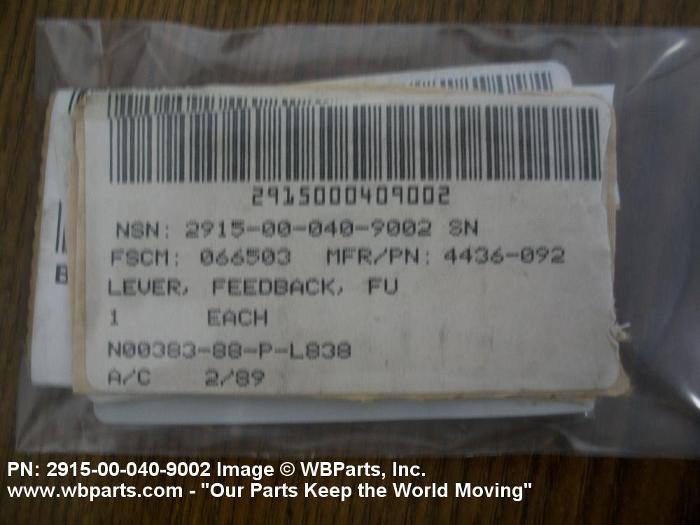 2915000409002
NSN: 2915-00-040-9002 SN
FSCM: 066503 MFR/PN: 4436-092
LEVER, FEEDBACK, FU
1 EACH
N00383-88-P-L838
A/C 2/89
PN: 2915-00-040-9002 Image © WBParts, Inc.
www.wbparts.com - "Our Parts Keep the World Moving"